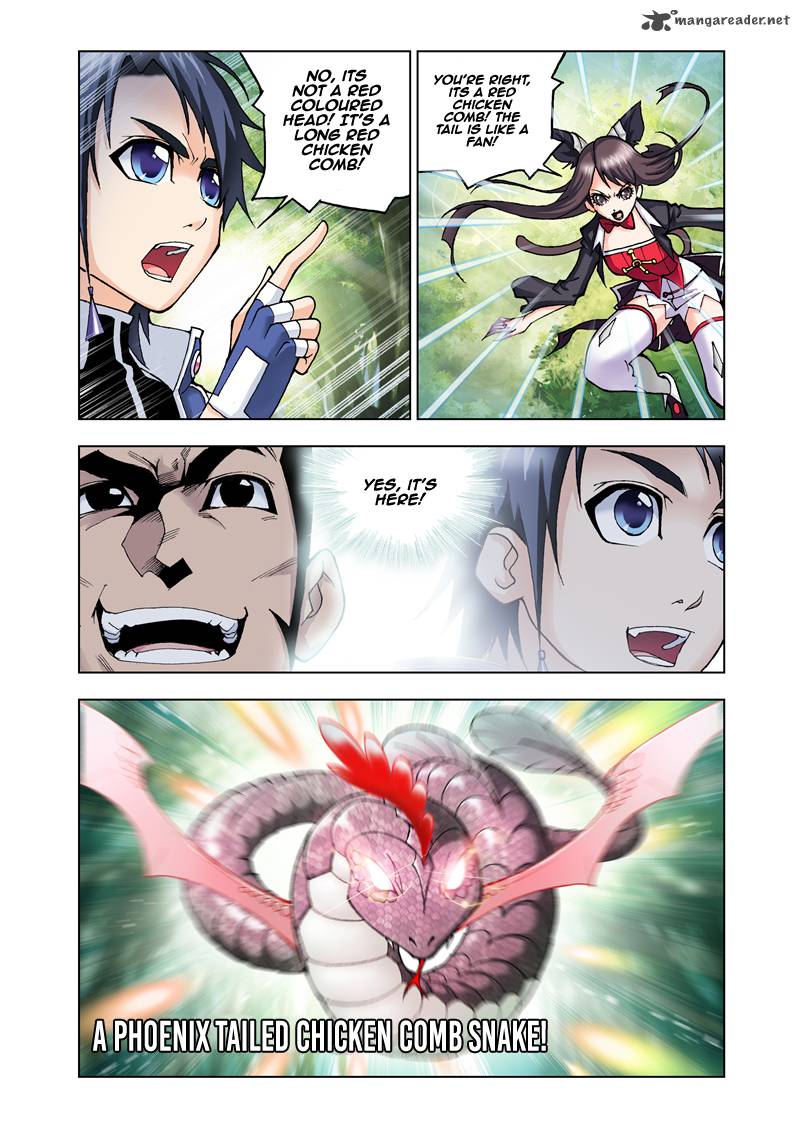 mangareader.net
NO, ITS
NOT A RED
COLOURED
HEAD! IT'S A
LONG RED
CHICKEN
COMB!
YOU'RE RIGHT,
ITS A RED
CHICKEN
COMB! THE
TAIL IS LIKE A
FAN!
YES, IT'S
HERE!
A PHOENIX TAILED CHICKEN COMB SNAKE!